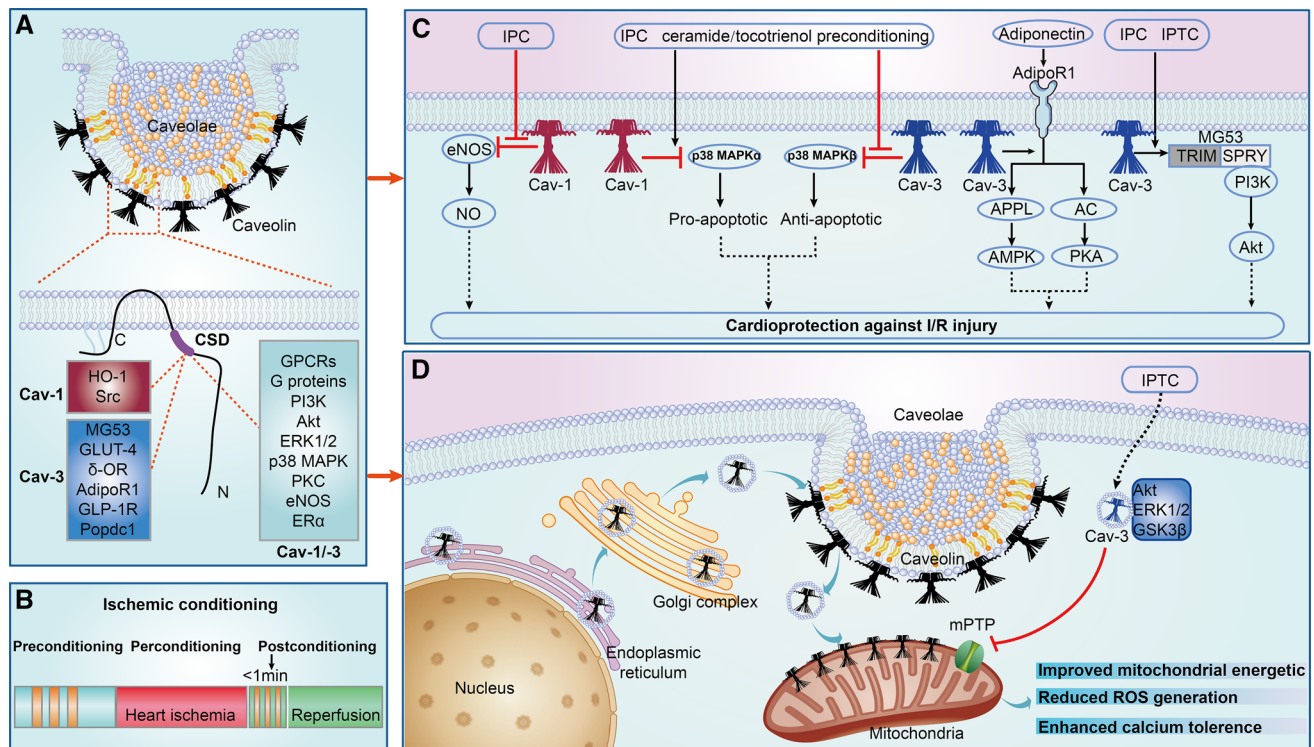 A
Caveolae
Caveolin
C
CSD
N
Cav-1
HO-1
Src
Cav-3
MG53
GLUT-4
δ-OR
AdipoR1
GLP-1R
Popdc1
GPCRs
G proteins
PI3K
Akt
ERK1/2
p38 MAPK
PKC
eNOS
ERα
Cav-1/-3
B
Ischemic conditioning
Preconditioning Perconditioning Postconditioning
<1min
Heart ischemia Reperfusion
C
IPC
IPC ceramide/tocotrienol preconditioning
Adiponectin
IPC IPTC
AdipoR1
eNOS
Cav-1
Cav-1
p38 MAPKα
p38 MAPKβ
Cav-3
Cav-3
Cav-3
MG53
TRIM SPRY
PI3K
NO
Pro-apoptotic
Anti-apoptotic
APPL
AC
AMPK
PKA
Akt
Cardioprotection against I/R injury
D
IPTC
Caveolae
Caveolin
Akt
ERK1/2
GSK3β
Cav-3
Golgi complex
Endoplasmic
reticulum
Nucleus
mPTP
Mitochondria
Improved mitochondrial energetic
Reduced ROS generation
Enhanced calcium tolerence